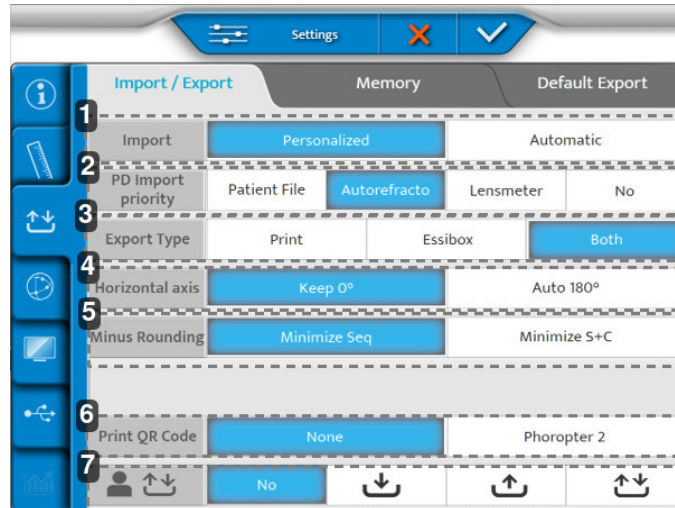 Settings
Import / Export Memory Default Export
1
Import Personalized Automatic
2
PD Import
priority Patient File Autorefracto Lensmeter No
3
Export Type Print Essibox Both
4
Horizontal axis Keep 0° Auto 180°
5
Minus Rounding Minimize Seq Minimize S+C
6
Print QR Code None Phoropter 2
7
No